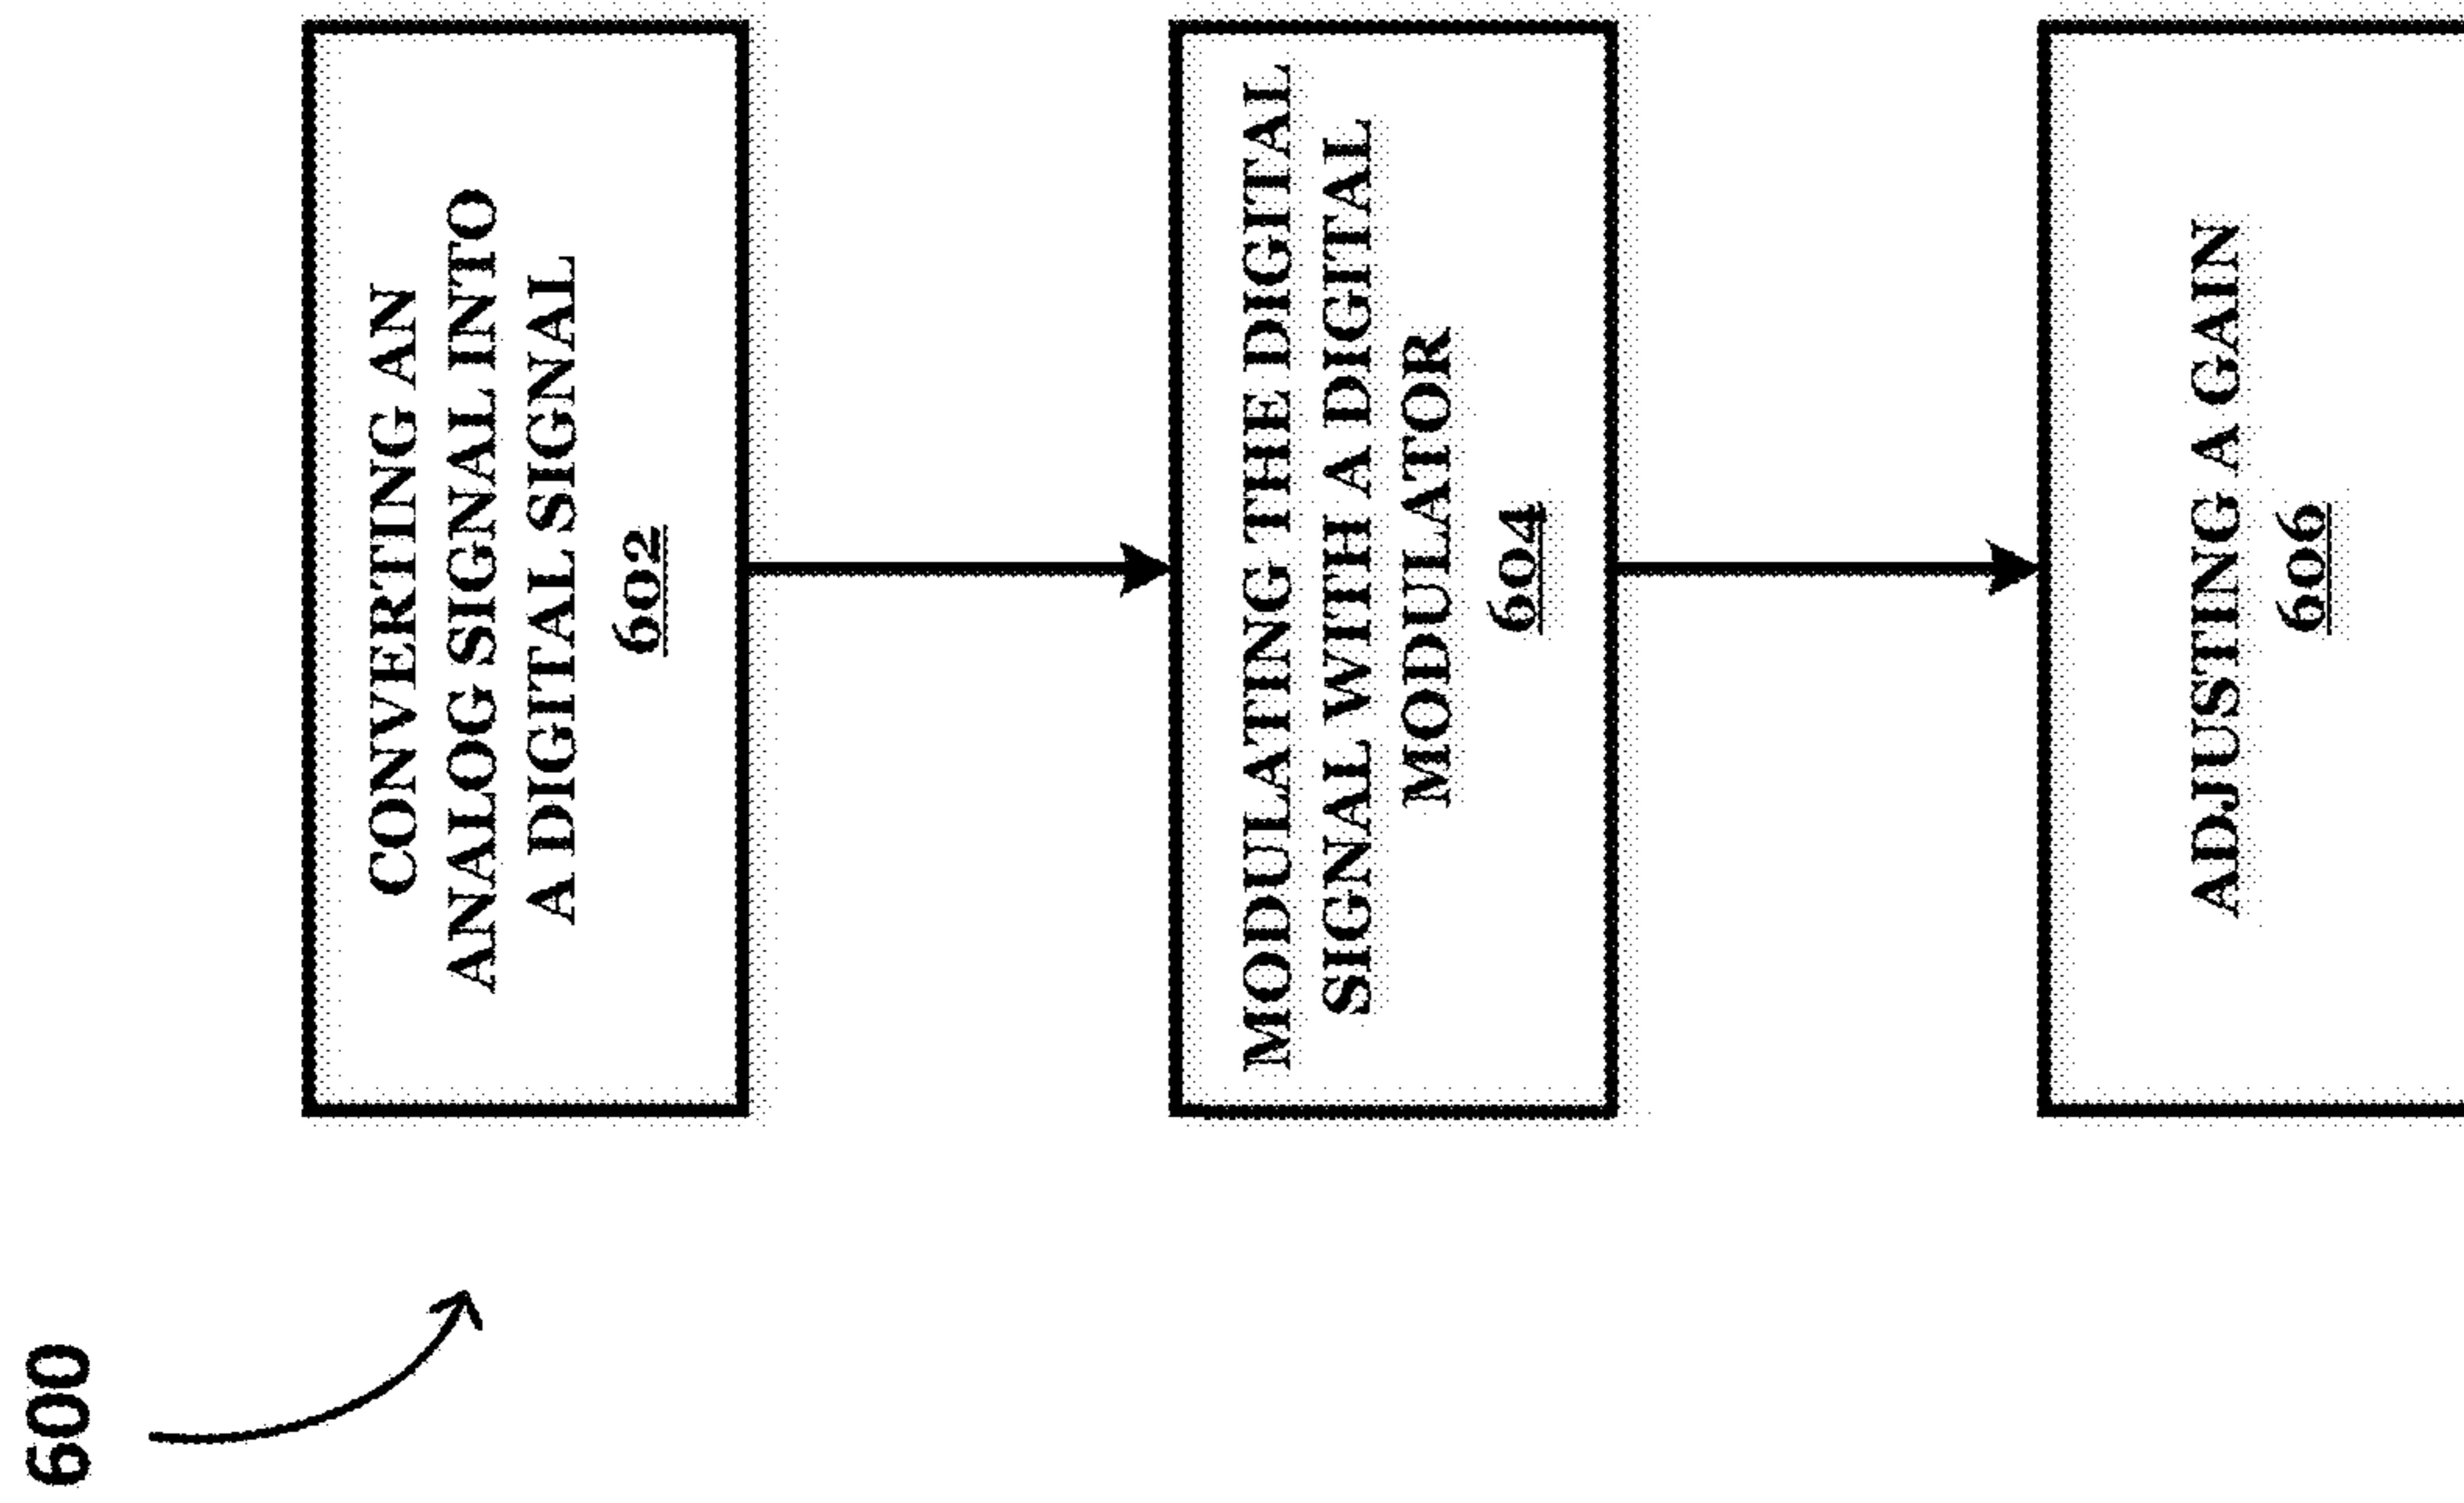 600
CONVERTING AN
ANALOG SIGNAL INTO
A DIGITAL SIGNAL
602
MODULATING THE DIGITAL
SIGNAL WITH A DIGITAL
MODULATOR
604
ADJUSTING A GAIN
606